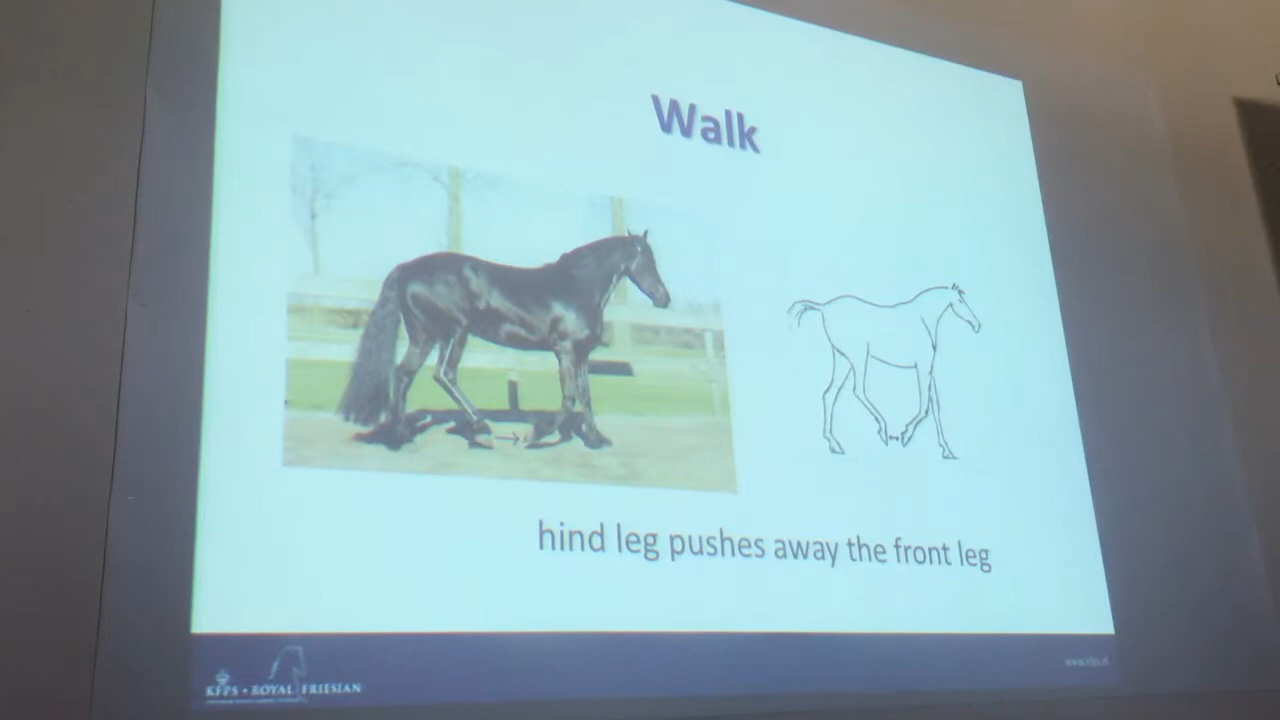 Walk
hind leg pushes away the front leg
KFPS • ROYAL FRIESIAN